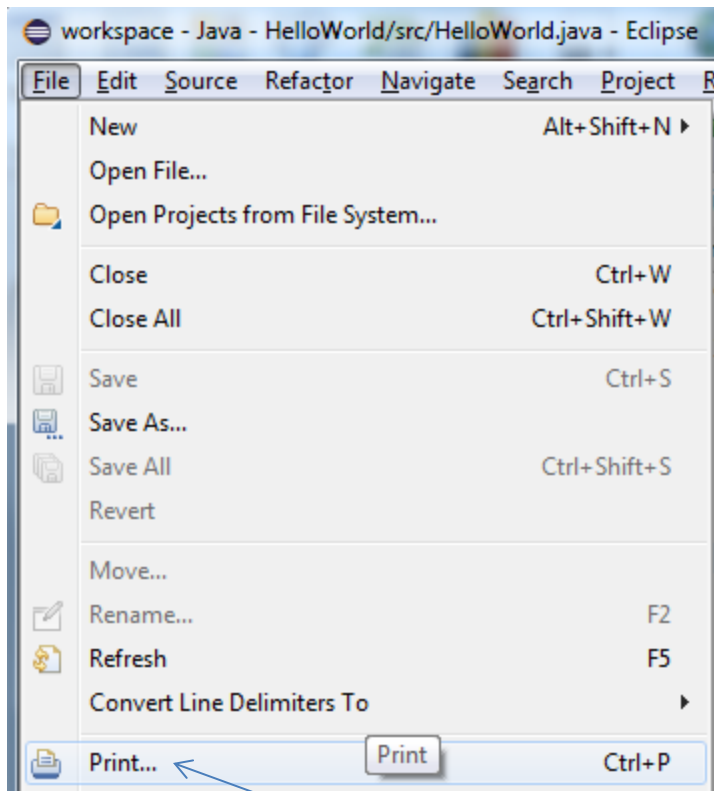 workspace - Java - HelloWorld/src/HelloWorld.java - Eclipse
File Edit Source Refactor Navigate Search Project R
New Alt+Shift+N
Open File...
Open Projects from File System...
Close Ctrl+W
Close All Ctrl+Shift+W
Save Ctrl+S
Save As...
Save All Ctrl+Shift+S
Revert
Move...
Rename... F2
Refresh F5
Convert Line Delimiters To
Print... Print Ctrl+P